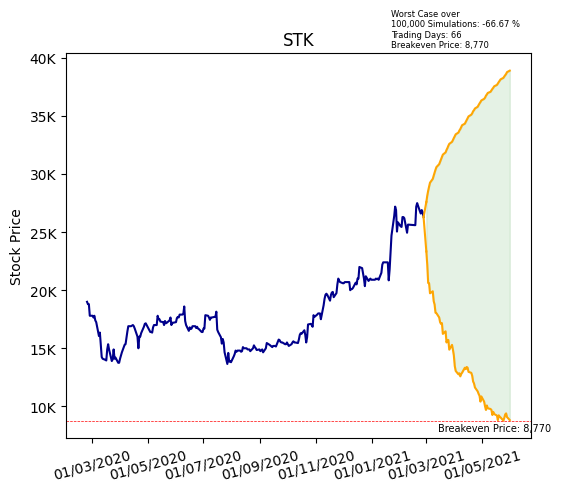 Worst Case over
100,000 Simulations: -66.67 %
Trading Days: 66
Breakeven Price: 8,770
STK
Stock Price
40K
35K
30K
25K
20K
15K
10K
Breakeven Price: 8,770
01/03/2020
01/05/2020
01/07/2020
01/09/2020
01/11/2020
01/01/2021
01/03/2021
01/05/2021